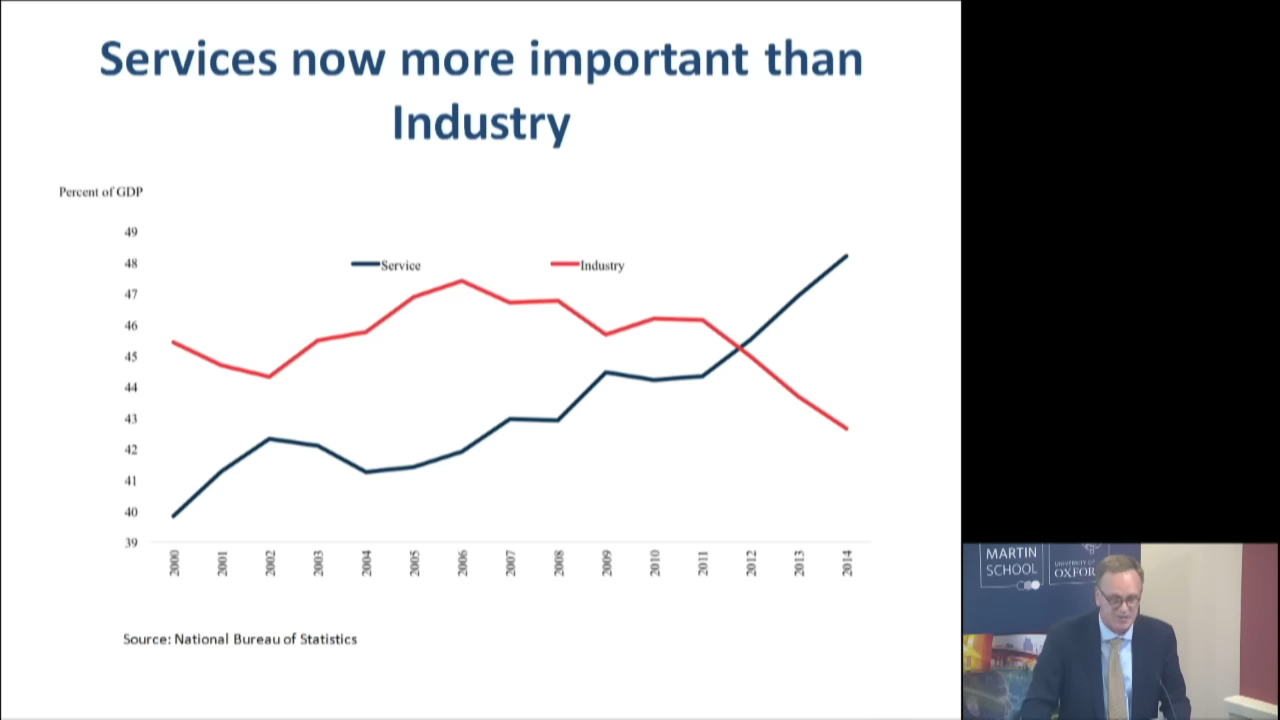 Services now more important than
Industry
Percent of GDP
49
48
47
46
45
44
43
42
41
40
39
Service
Industry
2000
2001
2002
2003
2004
2005
2006
2007
2008
2009
2010
2011
2012
2013
2014
Source: National Bureau of Statistics
MARTIN
SCHOOL
UNIVERSITY OF